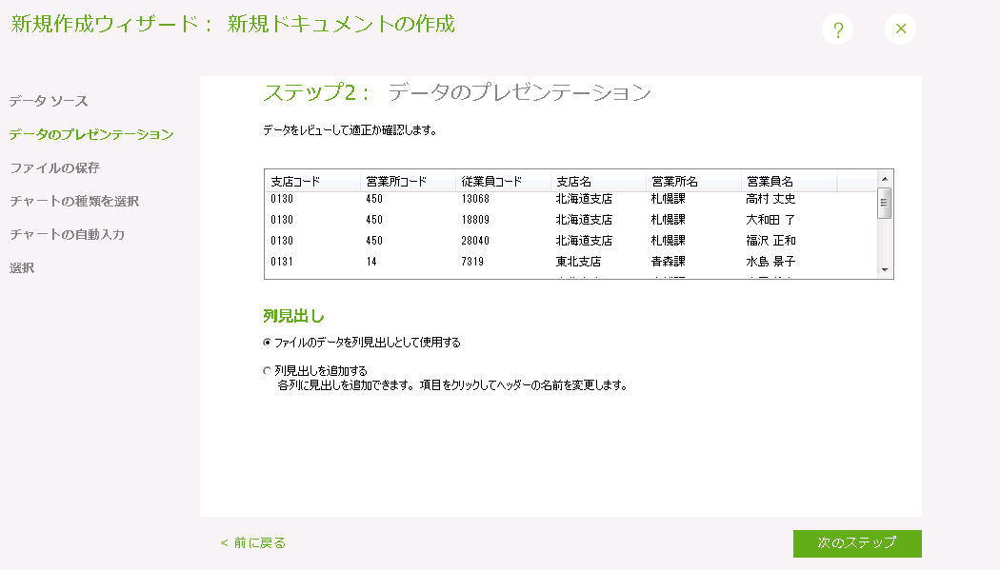 新規作成ウィザード： 新規ドキュメントの作成
?
×
データ ソース
データのプレゼンテーション
ファイルの保存
チャートの種類を選択
チャートの自動入力
選択
ステップ2： データのプレゼンテーション
データをレビューして適正か確認します。
支店コード 営業所コード 従業員コード 支店名 営業所名 営業員名
0130 450 13068 北海道支店 札幌課 高村 丈史
0130 450 18809 北海道支店 札幌課 大和田 了
0130 450 28040 北海道支店 札幌課 福沢 正和
0131 14 7319 東北支店 青森課 水島 景子
列見出し
ファイルのデータを列見出しとして使用する
列見出しを追加する
各列に見出しを追加できます。項目をクリックしてヘッダーの名前を変更します。
< 前に戻る
次のステップ